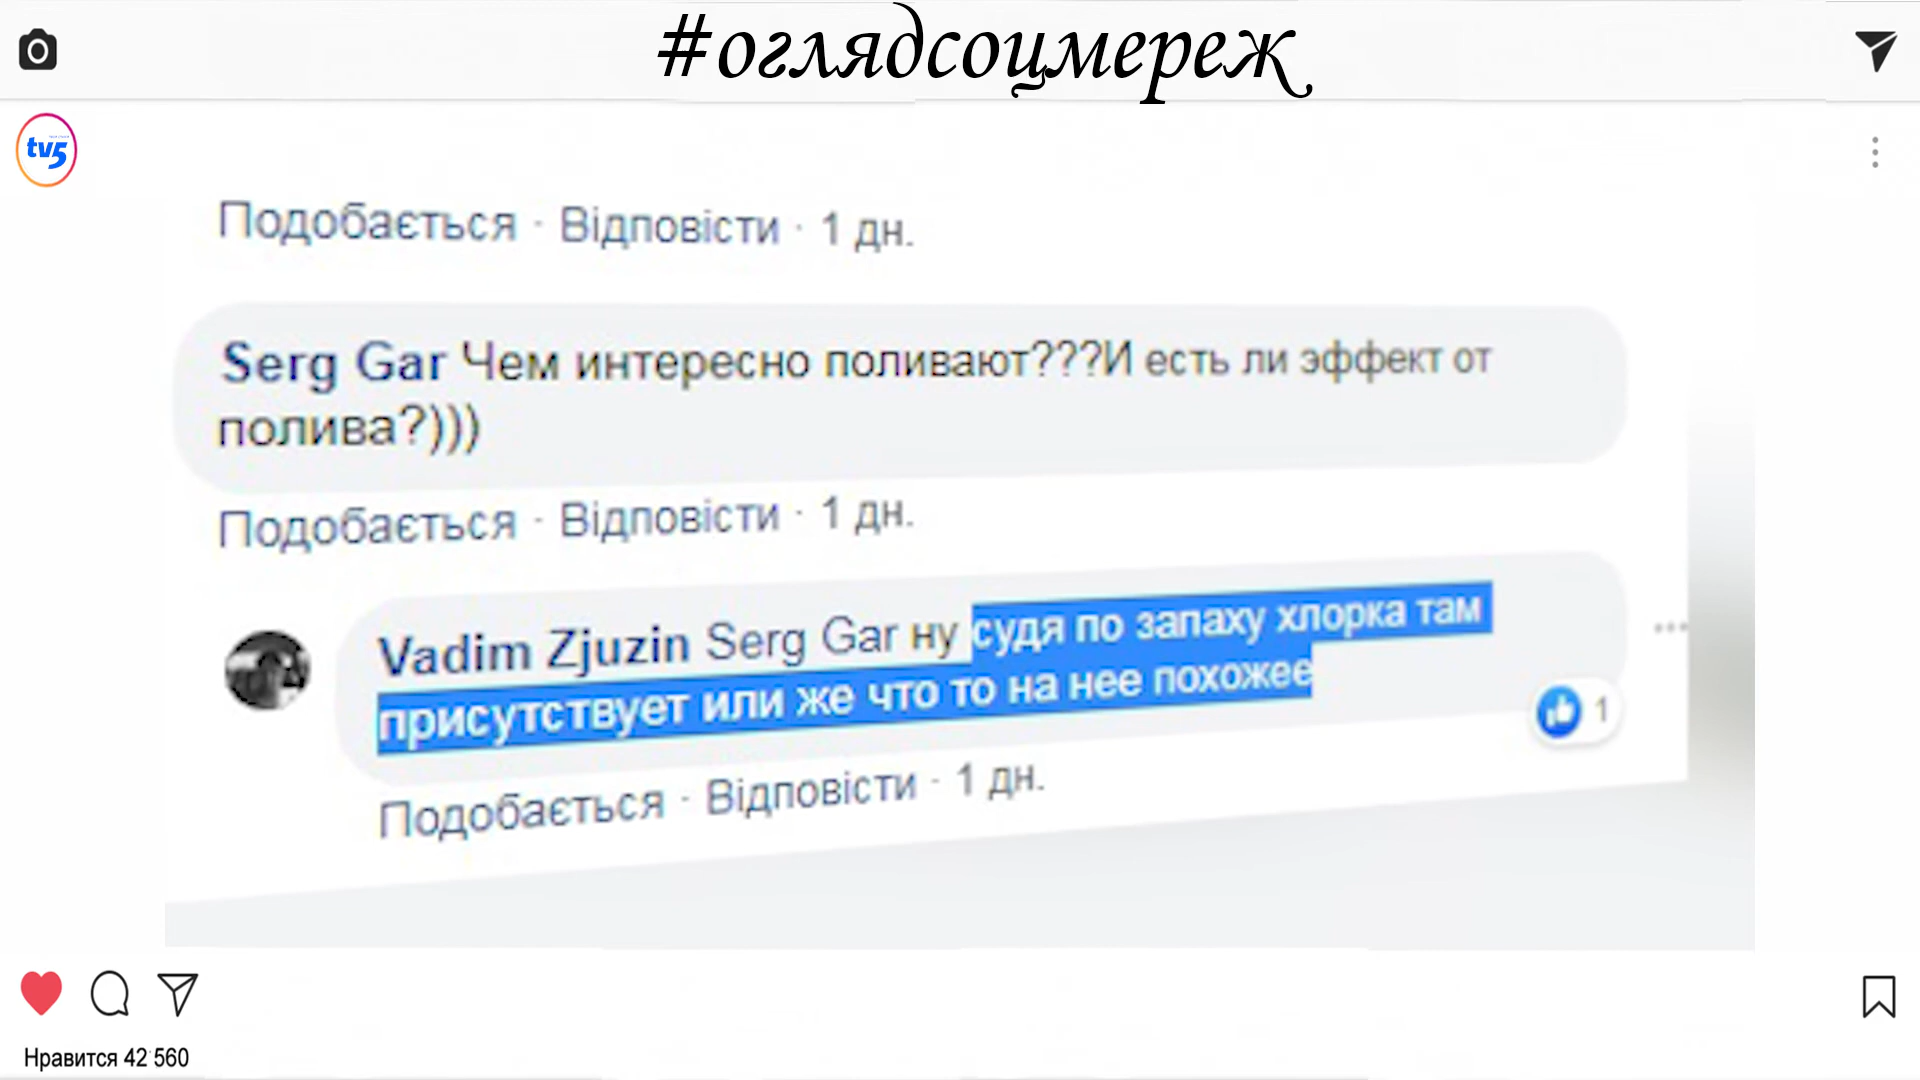 #оглядсоцмереж
tv5
Подобається · Відповісти · 1 дн.
Serg Gar Чем интересно поливают???И есть ли эффект от
полива?)))
Подобається · Відповісти · 1 дн.
Vadim Zjuzin Serg Gar ну судя по запаху хлорка там
присутствует или же что то на нее похожее
1
Подобається · Відповісти · 1 дн.
Нравится 42 560